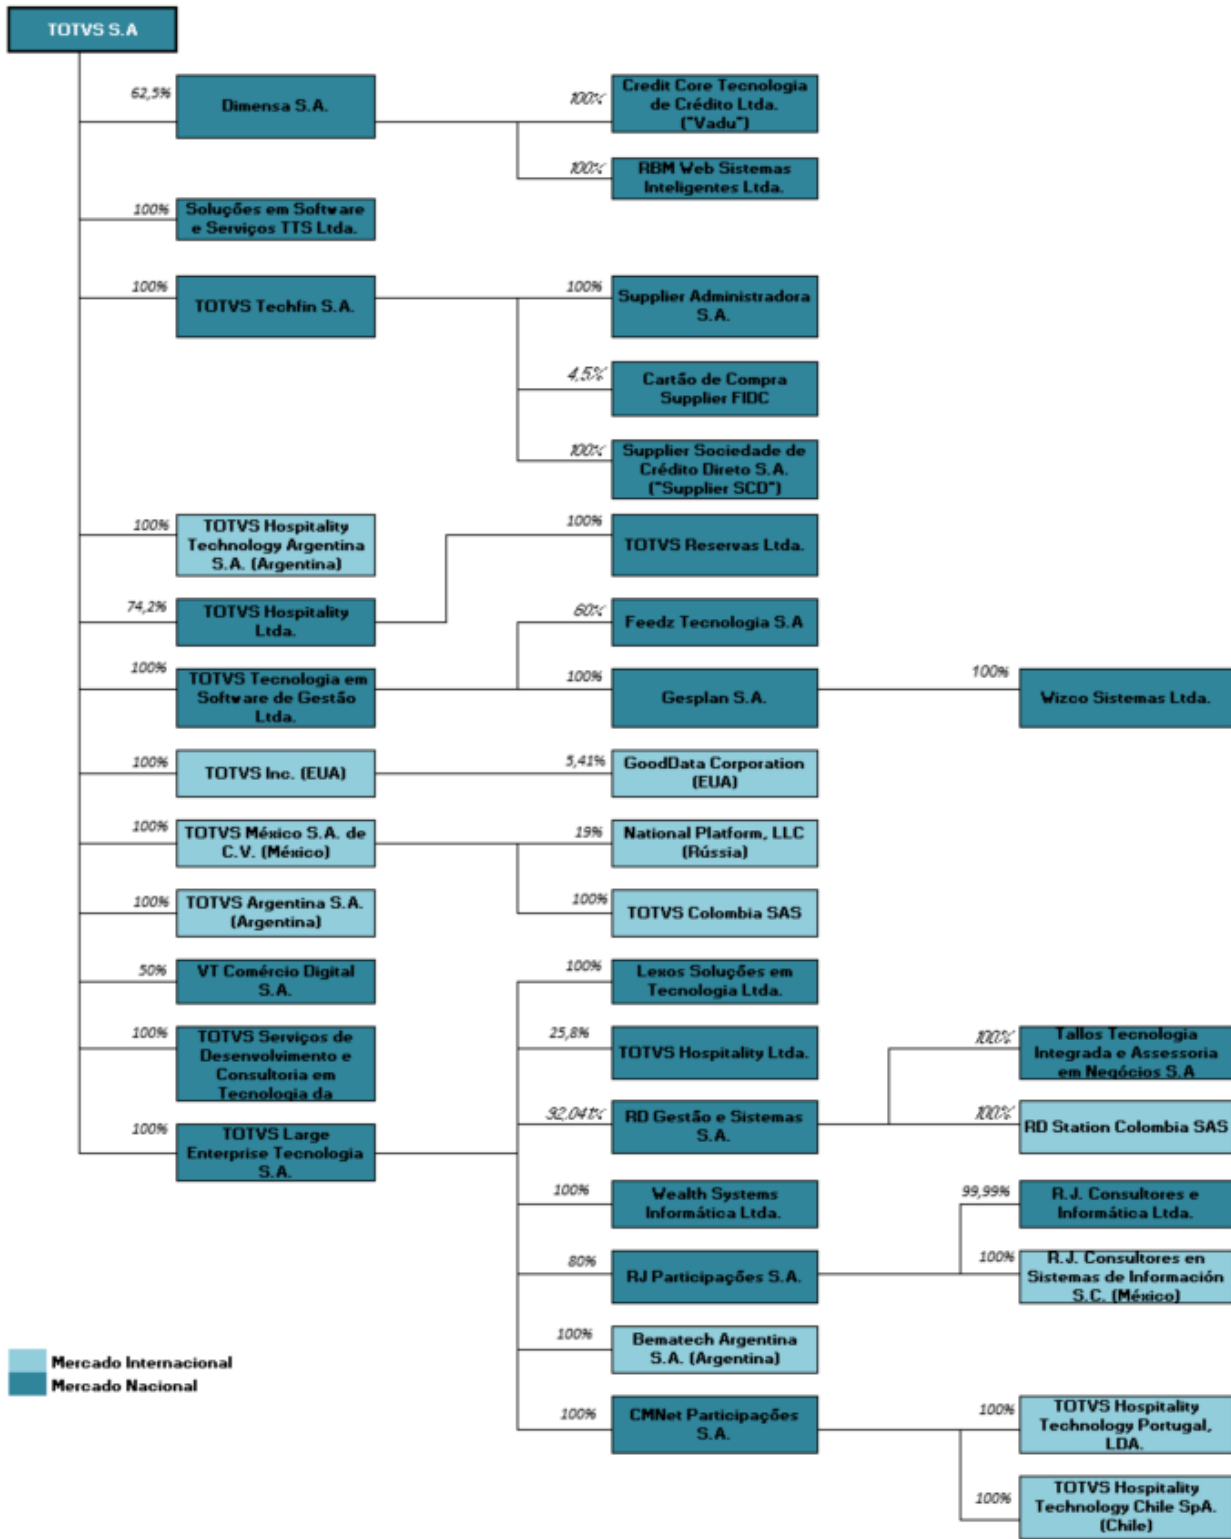 TOTVS S.A
62,5%
Dimensa S.A.
100%
Credit Core Tecnologia
de Crédito Ltda.
("Vadu")
100%
RBM Web Sistemas
Inteligentes Ltda.
100%
Soluções em Software
e Serviços TTS Ltda.
100%
TOTVS Techfin S.A.
100%
Supplier Administradora
S.A.
4,5%
Cartão de Compra
Supplier FIDC
100%
Supplier Sociedade de
Crédito Direto S.A.
("Supplier SCD")
100%
TOTVS Hospitality
Technology Argentina
S.A. (Argentina)
100%
TOTVS Reservas Ltda.
74,2%
TOTVS Hospitality
Ltda.
60%
Feedz Tecnologia S.A
100%
TOTVS Tecnologia em
Software de Gestão
Ltda.
100%
Gesplan S.A.
100%
Wizco Sistemas Ltda.
100%
TOTVS Inc. (EUA)
5,41%
GoodData Corporation
(EUA)
100%
TOTVS México S.A. de
C.V. (México)
19%
National Platform, LLC
(Rússia)
100%
TOTVS Argentina S.A.
(Argentina)
100%
TOTVS Colombia SAS
50%
VT Comércio Digital
S.A.
100%
Lexos Soluções em
Tecnologia Ltda.
100%
TOTVS Serviços de
Desenvolvimento e
Consultoria em
Tecnologia da
25,8%
TOTVS Hospitality Ltda.
100%
Tallos Tecnologia
Integrada e Assessoria
em Negócios S.A
100%
TOTVS Large
Enterprise Tecnologia
S.A.
92,041%
RD Gestão e Sistemas
S.A.
100%
RD Station Colombia SAS
100%
Wealth Systems
Informática Ltda.
99,99%
R.J. Consultores e
Informática Ltda.
80%
RJ Participações S.A.
100%
R.J. Consultores en
Sistemas de Información
S.C. (México)
100%
Bematech Argentina
S.A. (Argentina)
Mercado Internacional
Mercado Nacional
100%
CMNet Participações
S.A.
100%
TOTVS Hospitality
Technology Portugal,
LDA.
100%
TOTVS Hospitality
Technology Chile SpA.
(Chile)